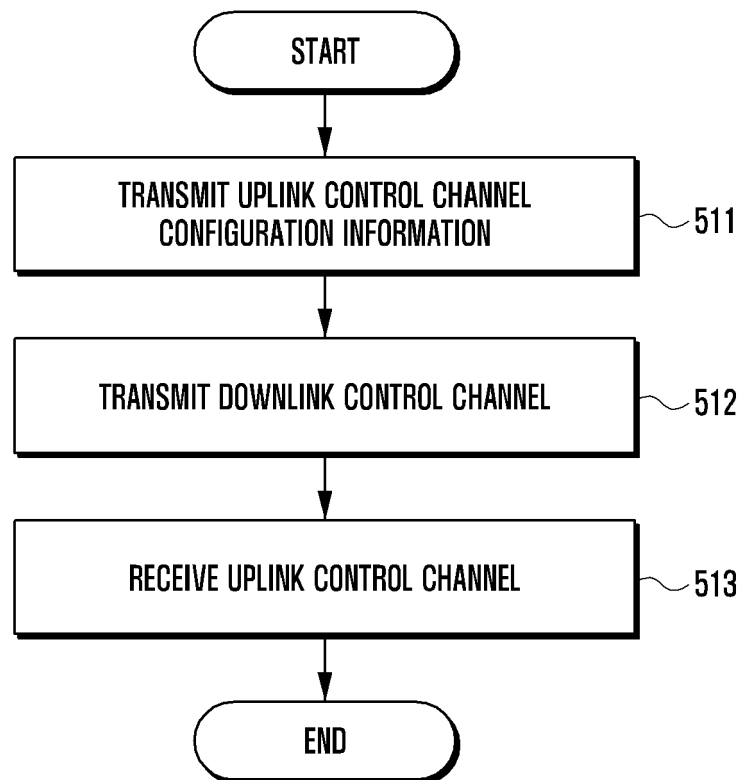 START
TRANSMIT UPLINK CONTROL CHANNEL
CONFIGURATION INFORMATION
511
TRANSMIT DOWNLINK CONTROL CHANNEL
512
RECEIVE UPLINK CONTROL CHANNEL
513
END